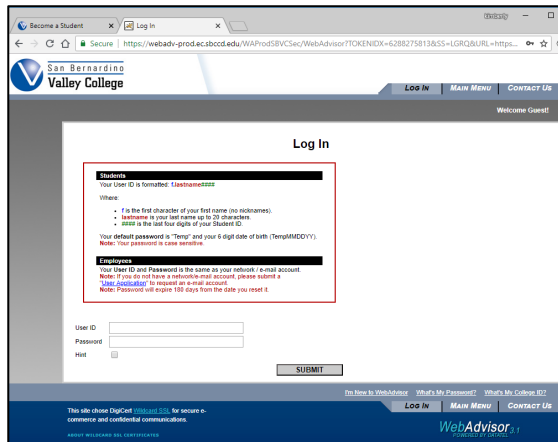 Become a Student
Log In
Secure | https://webadv-prod.ec.sbccd.edu/WAProdSBVCSec/WebAdvisor?TOKENIDX=6288275813&SS=LGRQ&URL=https...
San Bernardino
Valley College
LOG IN MAIN MENU CONTACT US
Welcome Guest!
Log In
Students
Your User ID is formatted: f.lastname####
Where:
f is the first character of your first name (no nicknames).
lastname is your last name up to 20 characters.
#### is the last four digits of your Student ID.
Your default password is "Temp" and your 6 digit date of birth (TempMMDDYY).
Note: Your password is case sensitive.
Employees
Your User ID and Password is the same as your network / e-mail account.
Note: If you do not have a network/e-mail account, please submit a
"User Application" to request an e-mail account.
Note: Password will expire 180 days from the date you reset it.
User ID
Password
Hint
SUBMIT
I'm New to WebAdvisor What's My Password? What's My College ID?
LOG IN MAIN MENU CONTACT US
This site chose DigiCert Wildcard SSL for secure e-
commerce and confidential communications.
ABOUT WILDCARD SSL CERTIFICATES
WebAdvisor 3.1
POWERED BY DATATEL